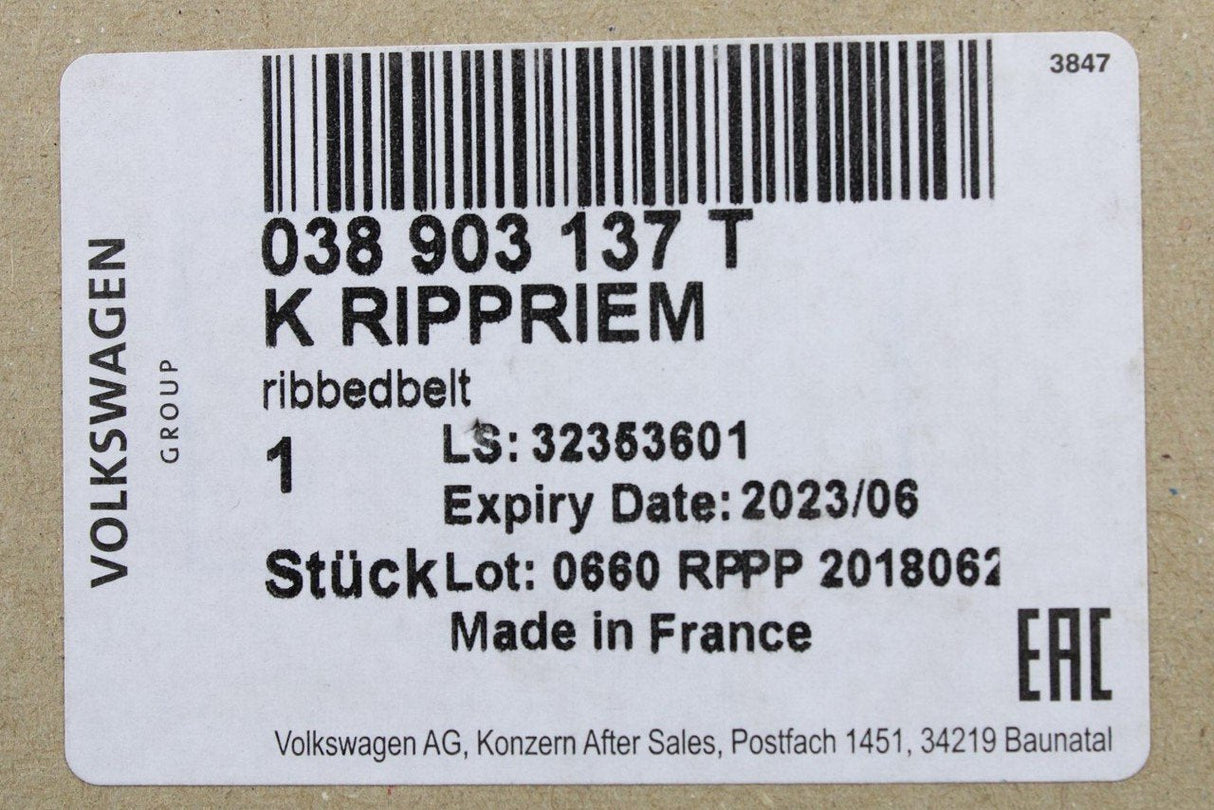 3847
038 903 137 T
K RIPPRIEM
ribbedbelt
1
LS: 32353601
Expiry Date: 2023/06
Stück
Lot: 0660 RPPP 2018062
Made in France
EAC
Volkswagen AG, Konzern After Sales, Postfach 1451, 34219 Baunatal
VOLKSWAGEN
GROUP